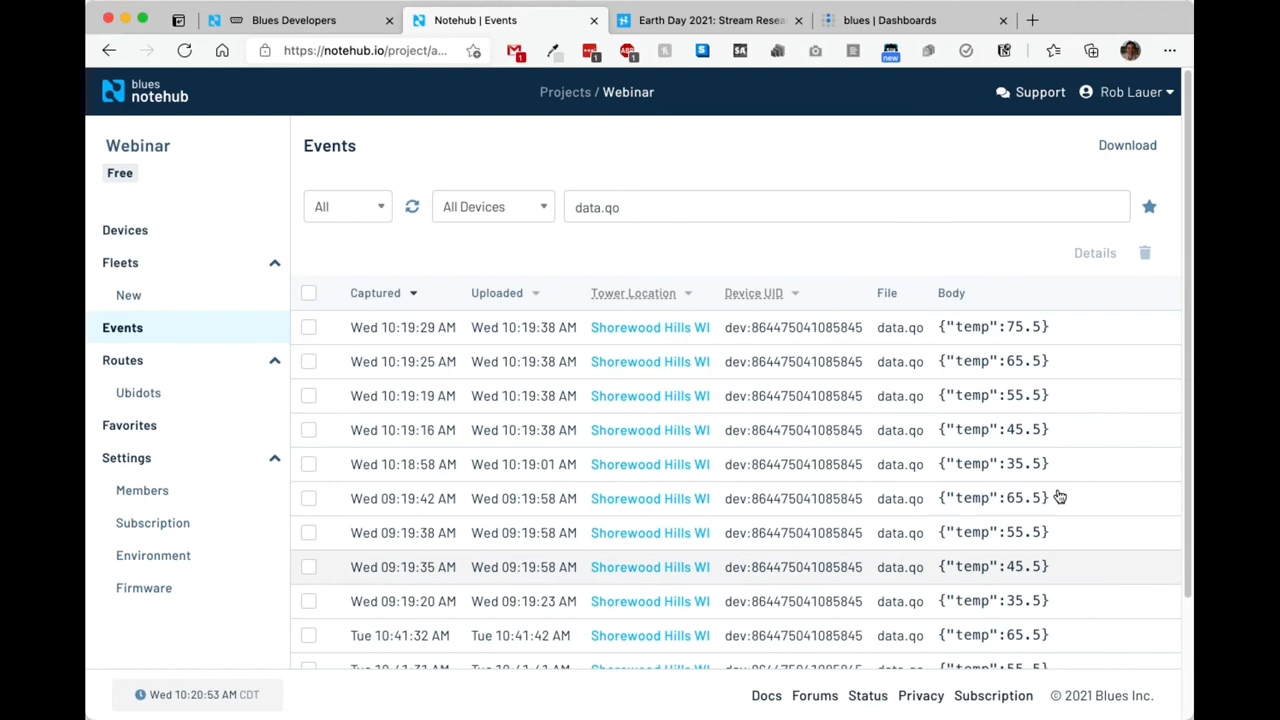 Blues Developers
Notehub | Events
Earth Day 2021: Stream Resea
blues | Dashboards
https://notehub.io/project/a...
1
1
1
SA
new
blues
notehub
Projects / Webinar
Support
Rob Lauer
Webinar
Free
Devices
Fleets
New
Events
Routes
Ubidots
Favorites
Settings
Members
Subscription
Environment
Firmware
Wed 10:20:53 AM CDT
Events
Download
All
All Devices
data.qo
Details
Captured Uploaded Tower Location Device UID File Body
Wed 10:19:29 AM Wed 10:19:38 AM Shorewood Hills WI dev:864475041085845 data.qo {"temp":75.5}
Wed 10:19:25 AM Wed 10:19:38 AM Shorewood Hills WI dev:864475041085845 data.qo {"temp":65.5}
Wed 10:19:19 AM Wed 10:19:38 AM Shorewood Hills WI dev:864475041085845 data.qo {"temp":55.5}
Wed 10:19:16 AM Wed 10:19:38 AM Shorewood Hills WI dev:864475041085845 data.qo {"temp":45.5}
Wed 10:18:58 AM Wed 10:19:01 AM Shorewood Hills WI dev:864475041085845 data.qo {"temp":35.5}
Wed 09:19:42 AM Wed 09:19:58 AM Shorewood Hills WI dev:864475041085845 data.qo {"temp":65.5}
Wed 09:19:38 AM Wed 09:19:58 AM Shorewood Hills WI dev:864475041085845 data.qo {"temp":55.5}
Wed 09:19:35 AM Wed 09:19:58 AM Shorewood Hills WI dev:864475041085845 data.qo {"temp":45.5}
Wed 09:19:20 AM Wed 09:19:23 AM Shorewood Hills WI dev:864475041085845 data.qo {"temp":35.5}
Tue 10:41:32 AM Tue 10:41:42 AM Shorewood Hills WI dev:864475041085845 data.qo {"temp":65.5}
Docs Forums Status Privacy Subscription © 2021 Blues Inc.